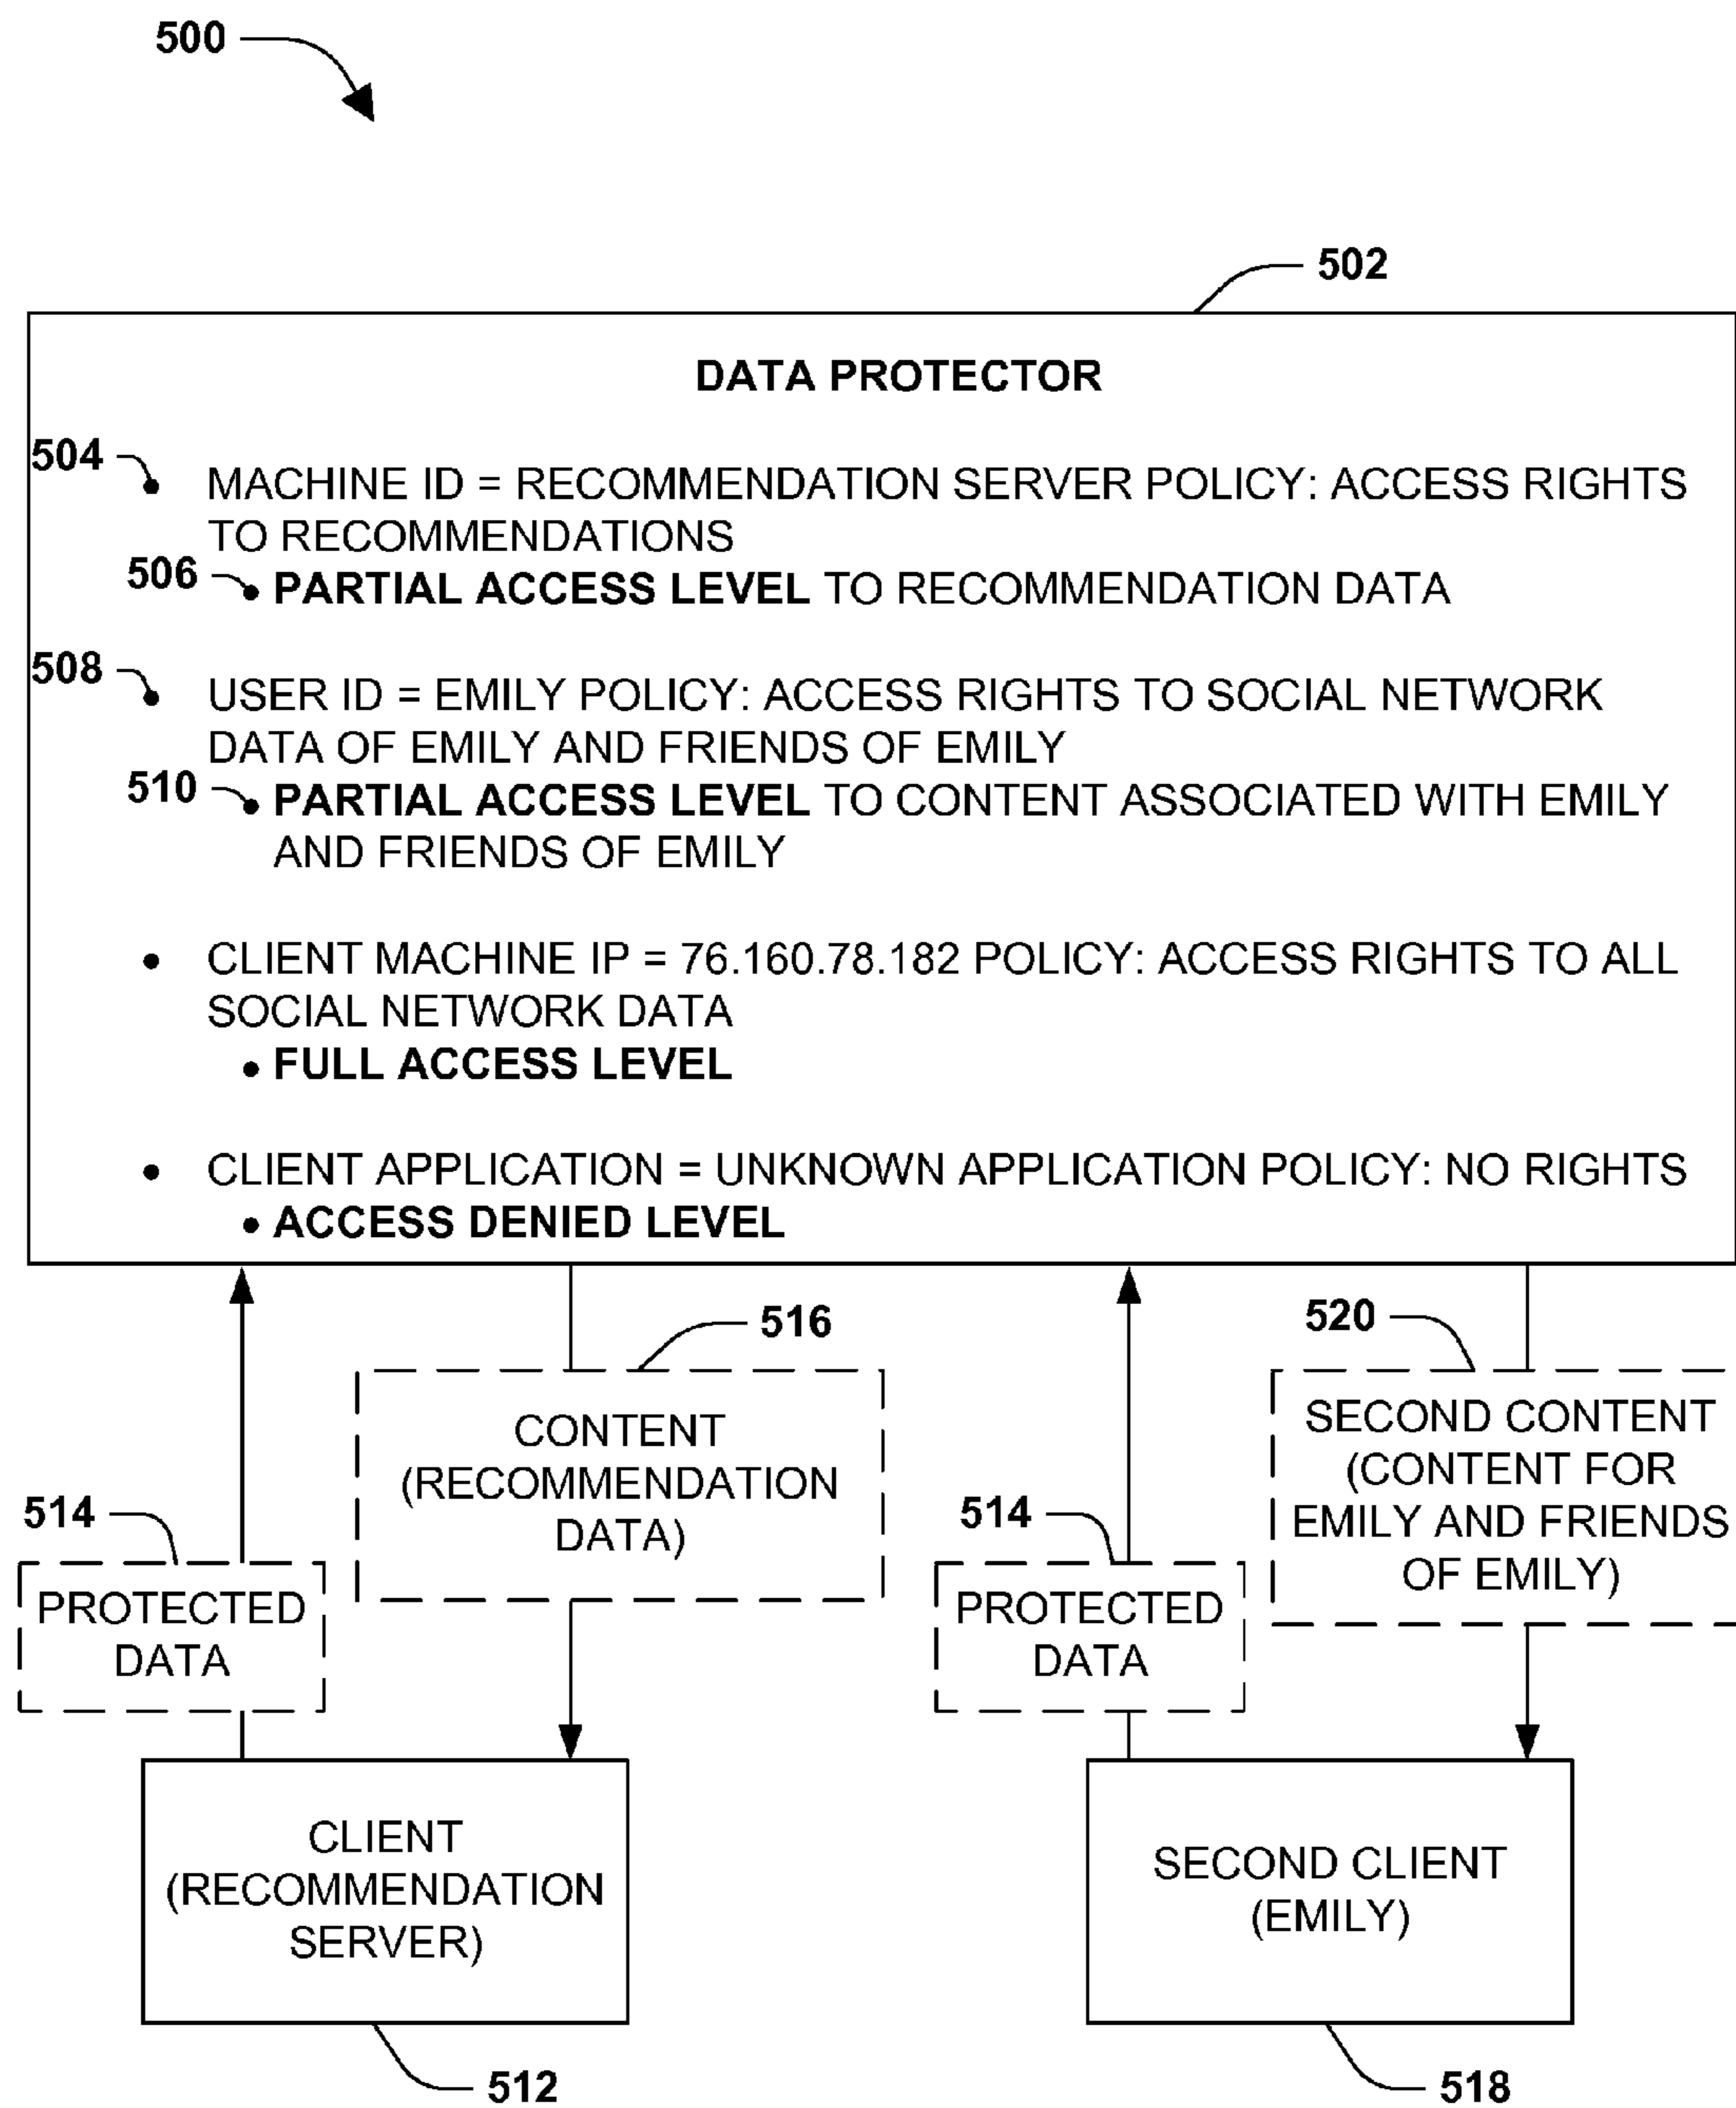 500
502
DATA PROTECTOR
504
• MACHINE ID = RECOMMENDATION SERVER POLICY: ACCESS RIGHTS
TO RECOMMENDATIONS
506
• PARTIAL ACCESS LEVEL TO RECOMMENDATION DATA
508
• USER ID = EMILY POLICY: ACCESS RIGHTS TO SOCIAL NETWORK
DATA OF EMILY AND FRIENDS OF EMILY
510
• PARTIAL ACCESS LEVEL TO CONTENT ASSOCIATED WITH EMILY
AND FRIENDS OF EMILY
• CLIENT MACHINE IP = 76.160.78.182 POLICY: ACCESS RIGHTS TO ALL
SOCIAL NETWORK DATA
• FULL ACCESS LEVEL
• CLIENT APPLICATION = UNKNOWN APPLICATION POLICY: NO RIGHTS
• ACCESS DENIED LEVEL
516
CONTENT
(RECOMMENDATION
DATA)
514
PROTECTED
DATA
520
SECOND CONTENT
(CONTENT FOR
EMILY AND FRIENDS
OF EMILY)
514
PROTECTED
DATA
CLIENT
(RECOMMENDATION
SERVER)
512
SECOND CLIENT
(EMILY)
518